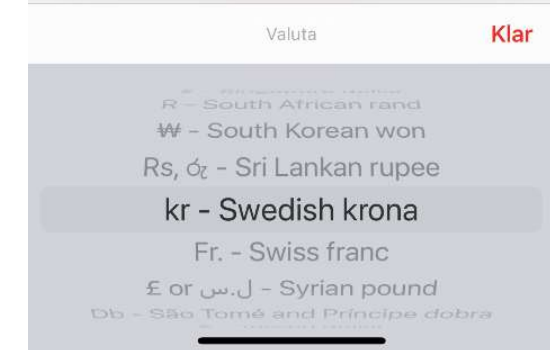 Valuta
Klar
R – South African rand
₩ – South Korean won
Rs, රු – Sri Lankan rupee
kr – Swedish krona
Fr. – Swiss franc
£ or ل.س – Syrian pound
Db – São Tomé and Príncipe dobra